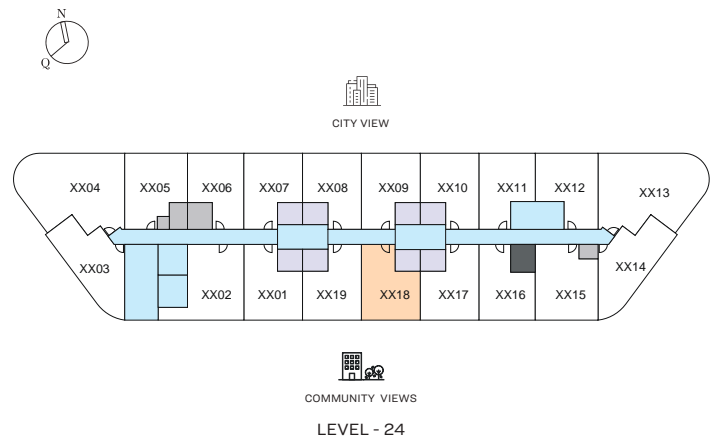 N
Q
CITY VIEW
XX04 XX05 XX06 XX07 XX08 XX09 XX10 XX11 XX12 XX13
XX03 XX02 XX01 XX19 XX18 XX17 XX16 XX15 XX14
COMMUNITY VIEWS
LEVEL - 24